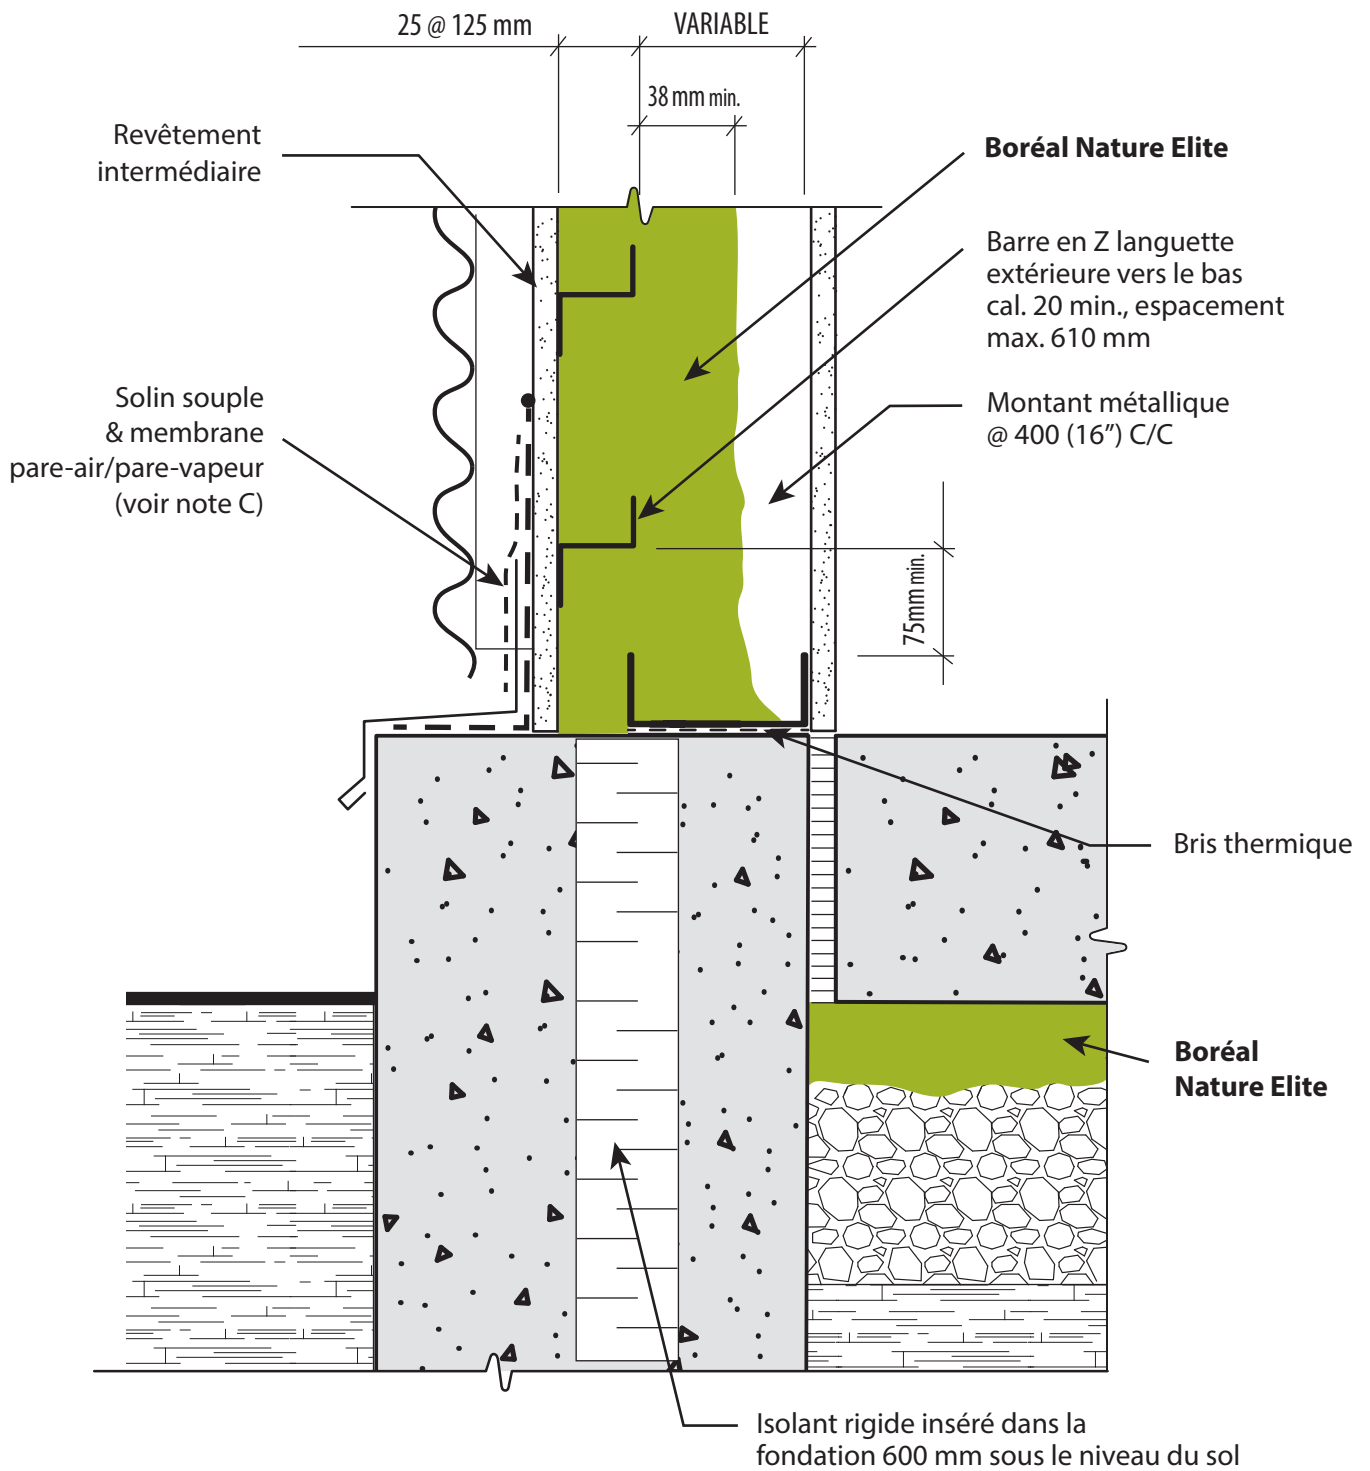 25 @ 125 mm
VARIABLE
38 mm min.
Revêtement
intermédiaire
Boréal Nature Elite
Barre en Z languette
extérieure vers le bas
cal. 20 min., espacement
max. 610 mm
Solin souple
& membrane
pare-air/pare-vapeur
(voir note C)
Montant métallique
@ 400 (16”) C/C
75mm min.
Bris thermique
Boréal
Nature Elite
Isolant rigide inséré dans la
fondation 600 mm sous le niveau du sol